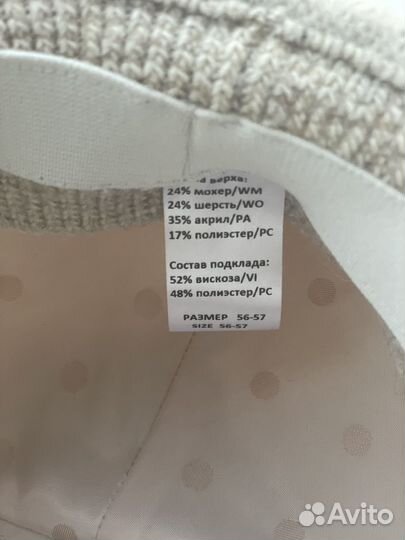 верха:
24% мохер/WM
24% шерсть/WO
35% акрил/PA
17% полиэстер/PC
Состав подклада:
52% вискоза/VI
48% полиэстер/PC
РАЗМЕР 56-57
SIZE 56-57
Avito